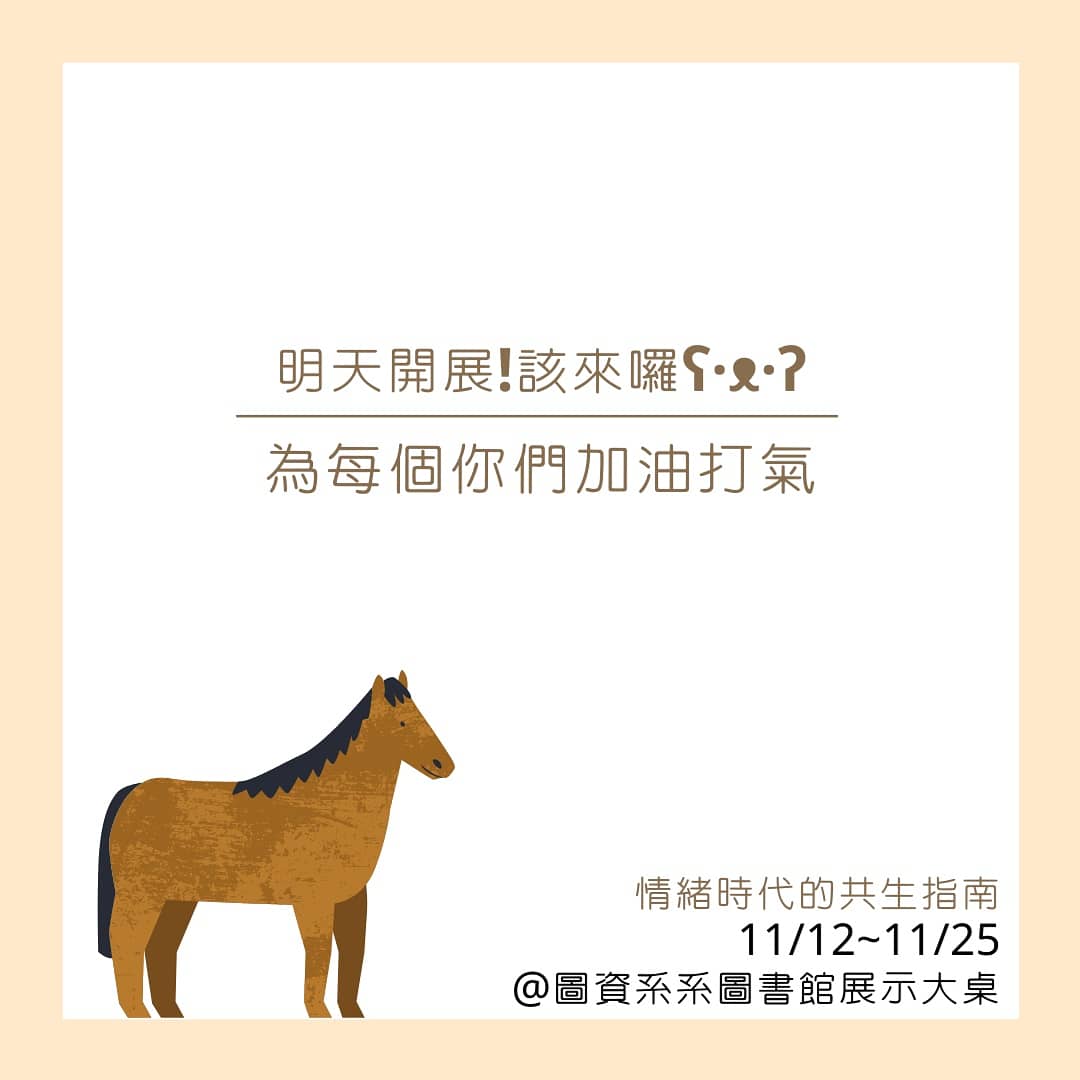 明天開展!該來囉ʕ·ᴥ·ʔ
為每個你們加油打氣
情緒時代的共生指南
11/12~11/25
@圖資系系圖書館展示大桌